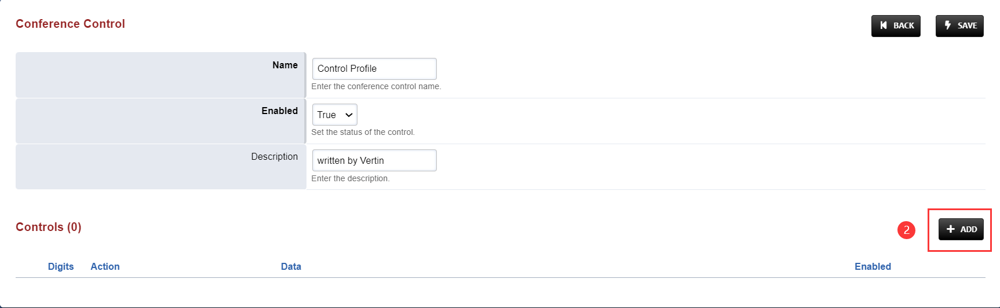 Conference Control
BACK
SAVE
Name
Control Profile
Enter the conference control name.
Enabled
True
Set the status of the control.
Description
written by Vertin
Enter the description.
Controls (0)
2
ADD
Digits Action Data Enabled